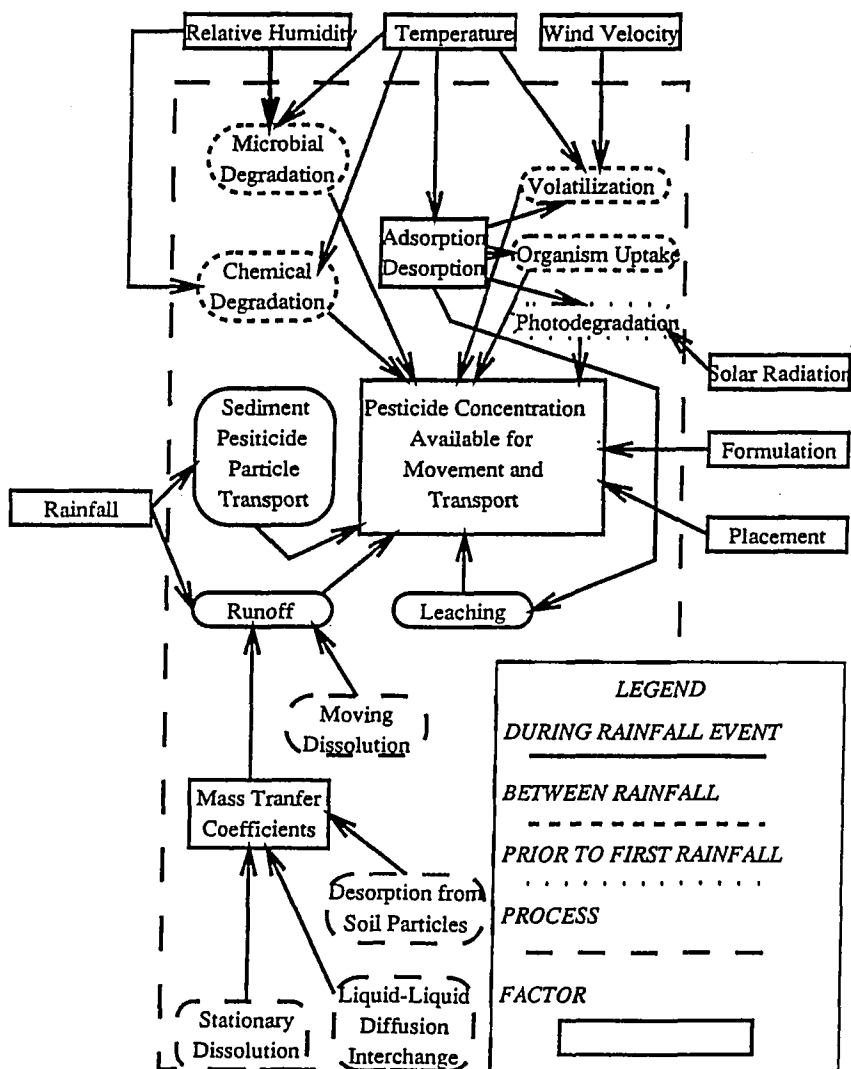 Relative Humidity
Temperature
Wind Velocity
Microbial
Degradation
Volatilization
Adsorption
Desorption
Organism Uptake
Chemical
Degradation
Photodegradation
Solar Radiation
Sediment
Pesiticide
Particle
Transport
Pesticide Concentration
Available for
Movement and
Transport
Formulation
Rainfall
Placement
Runoff
Leaching
Moving
Dissolution
Mass Tranfer
Coefficients
Desorption from
Soil Particles
Stationary
Dissolution
Liquid-Liquid
Diffusion
Interchange
LEGEND
DURING RAINFALL EVENT
BETWEEN RAINFALL
PRIOR TO FIRST RAINFALL
PROCESS
FACTOR